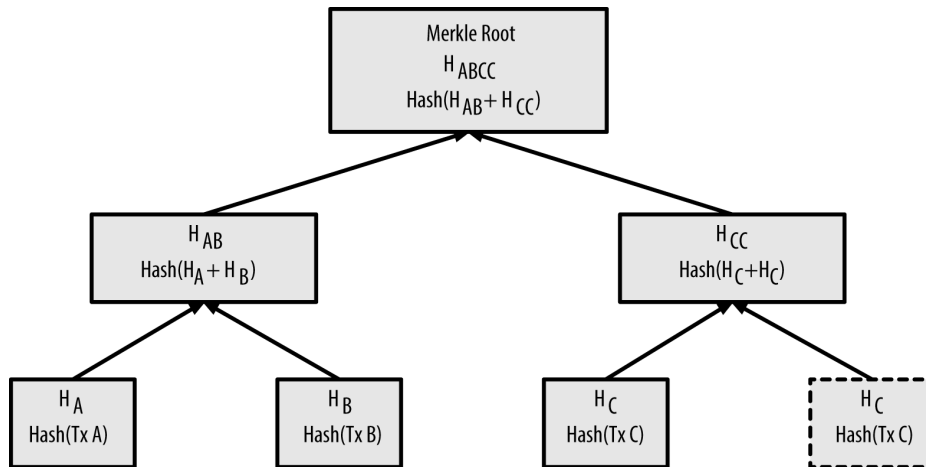 Merkle Root
H ABCC
Hash(H AB + H CC)
H AB
Hash(H A + H B)
H CC
Hash(H C+H C)
H A
Hash(Tx A)
H B
Hash(Tx B)
H C
Hash(Tx C)
H C
Hash(Tx C)